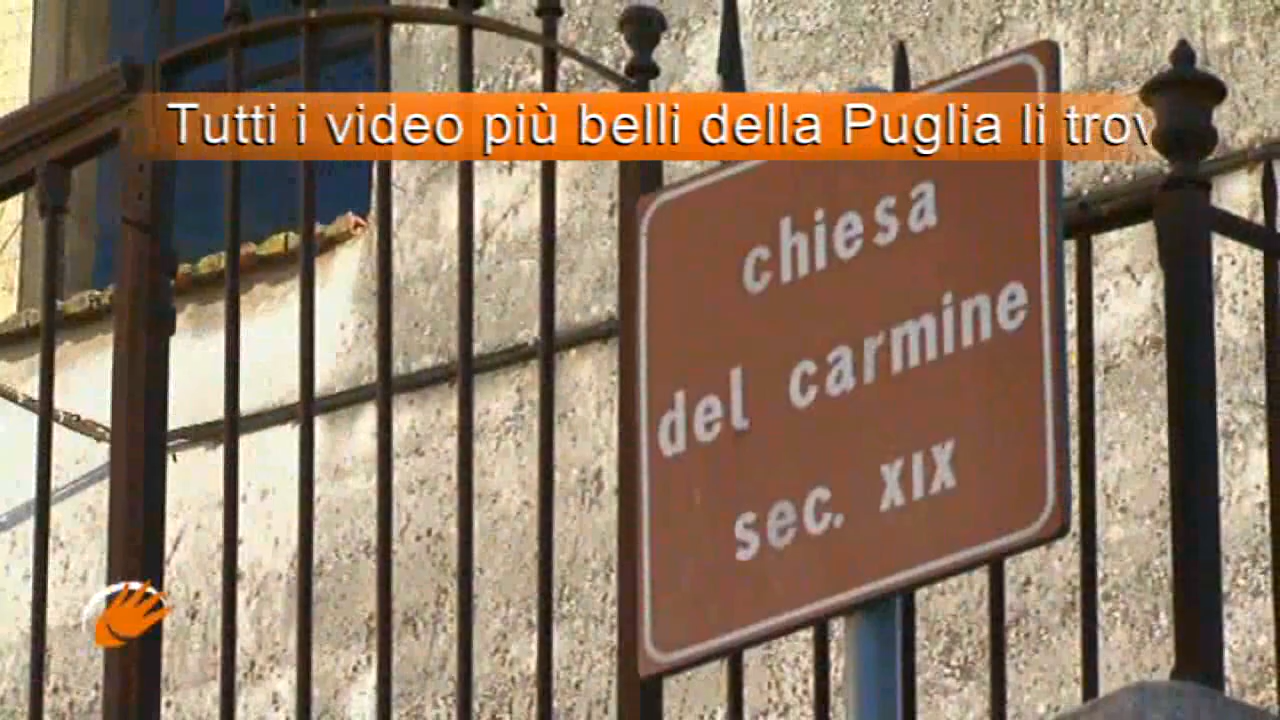 Tutti i video più belli della Puglia li trov
chiesa
del carmine
sec. XIX